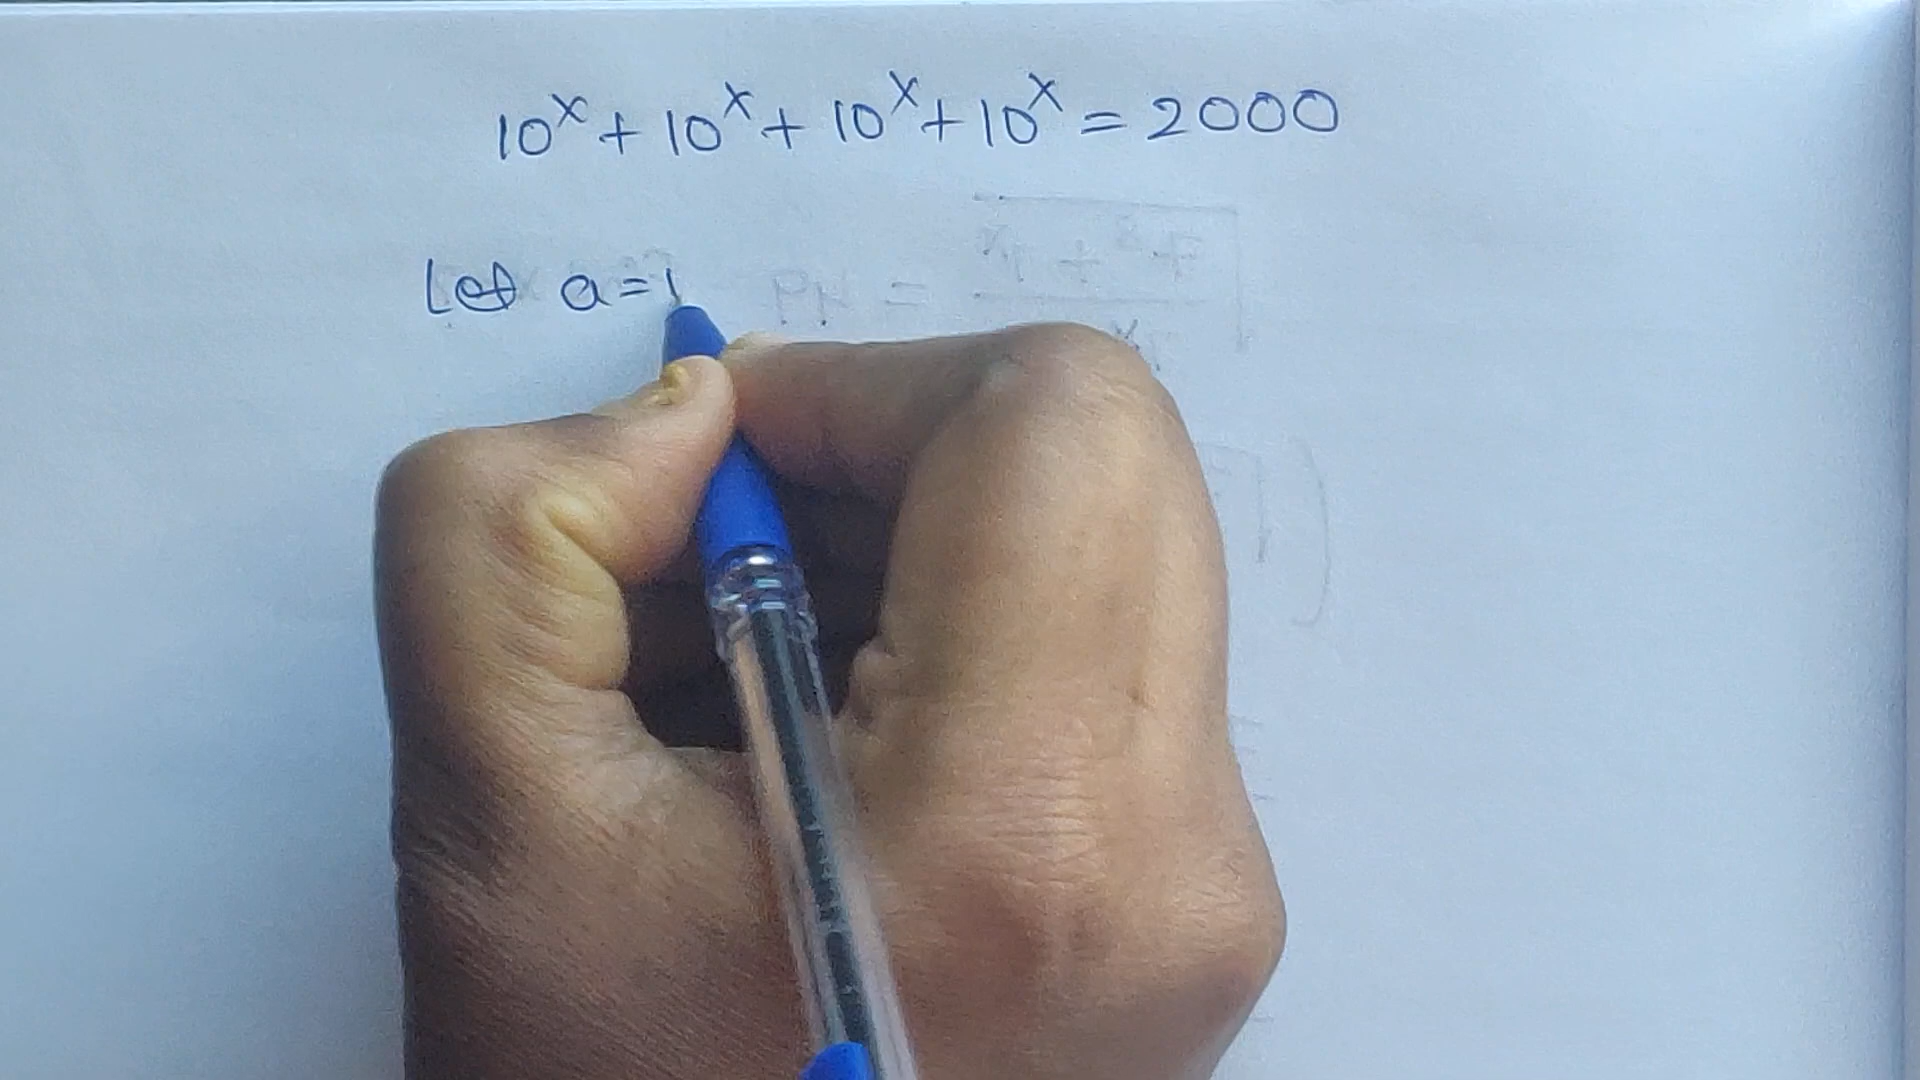 10^x + 10^x + 10^x + 10^x = 2000
Let a = 1